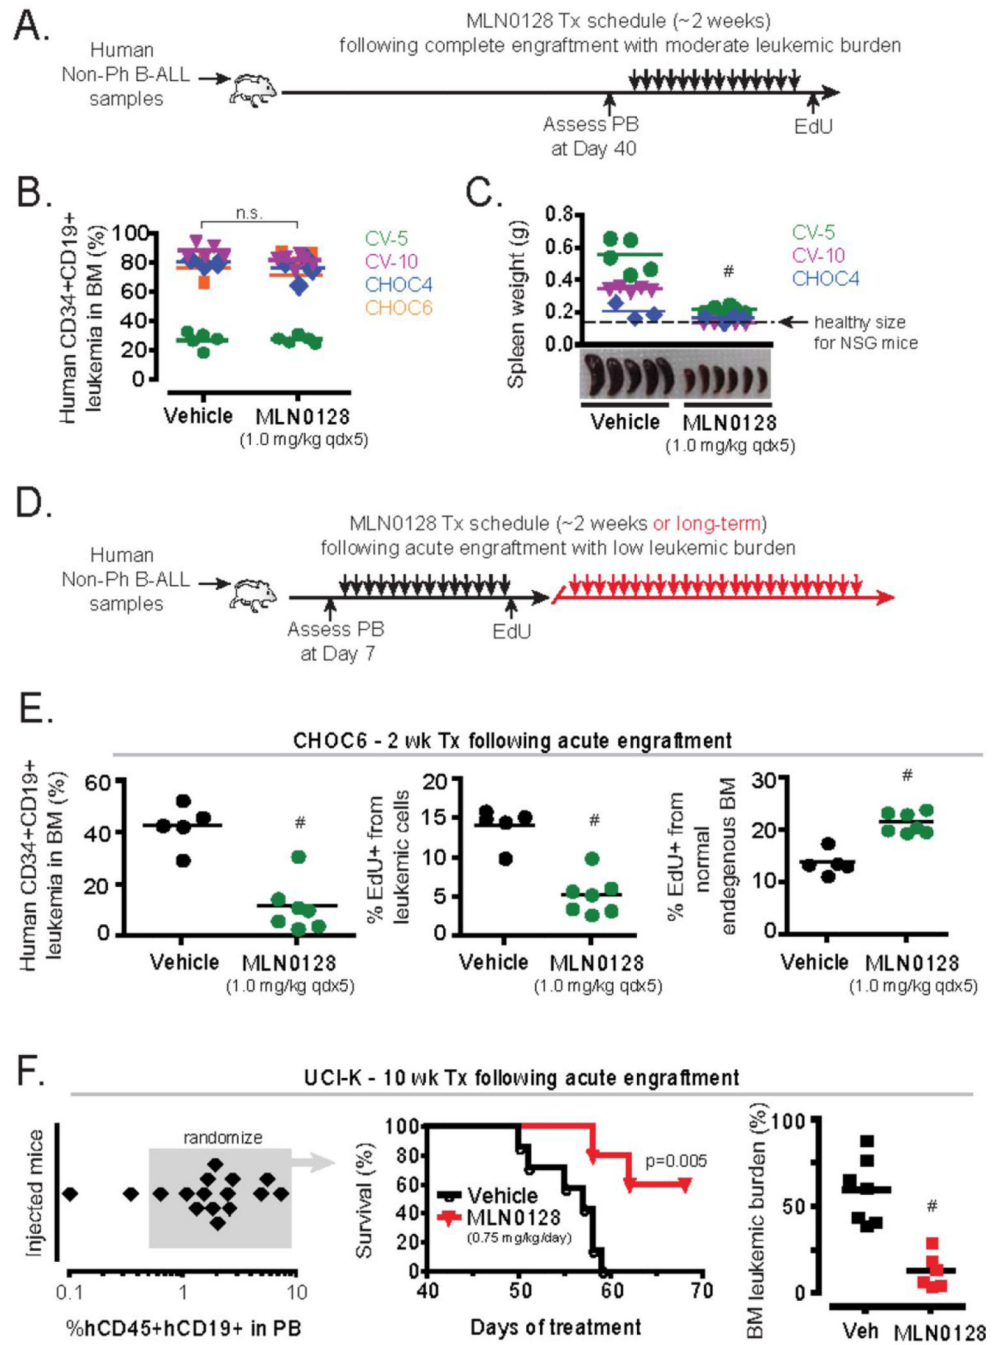 A.
MLN0128 Tx schedule (~2 weeks)
following complete engraftment with moderate leukemic burden
Human
Non-Ph B-ALL
samples
Assess PB
at Day 40
EdU
B.
Human CD34+CD19+
leukemia in BM (%)
100
80
60
40
20
0
n.s.
CV-5
CV-10
CHOC4
CHOC6
Vehicle
MLN0128
(1.0 mg/kg qdx5)
C.
Spleen weight (g)
0.8
0.6
0.4
0.2
0.0
#
CV-5
CV-10
CHOC4
healthy size
for NSG mice
Vehicle
MLN0128
(1.0 mg/kg qdx5)
D.
MLN0128 Tx schedule (~2 weeks or long-term)
following acute engraftment with low leukemic burden
Human
Non-Ph B-ALL
samples
Assess PB
at Day 7
EdU
E.
CHOC6 - 2 wk Tx following acute engraftment
Human CD34+CD19+
leukemia in BM (%)
60
40
20
0
#
Vehicle
MLN0128
(1.0 mg/kg qdx5)
% EdU+ from
leukemic cells
20
15
10
5
0
#
Vehicle
MLN0128
(1.0 mg/kg qdx5)
% EdU+ from
normal
endegenous BM
30
20
10
0
#
Vehicle
MLN0128
(1.0 mg/kg qdx5)
F.
UCI-K - 10 wk Tx following acute engraftment
Injected mice
randomize
0.1
1
10
%hCD45+hCD19+ in PB
Survival (%)
100
80
60
40
20
0
p=0.005
Vehicle
MLN0128
(0.75 mg/kg/day)
40
50
60
70
Days of treatment
BM leukemic burden (%)
100
50
0
#
Veh
MLN0128